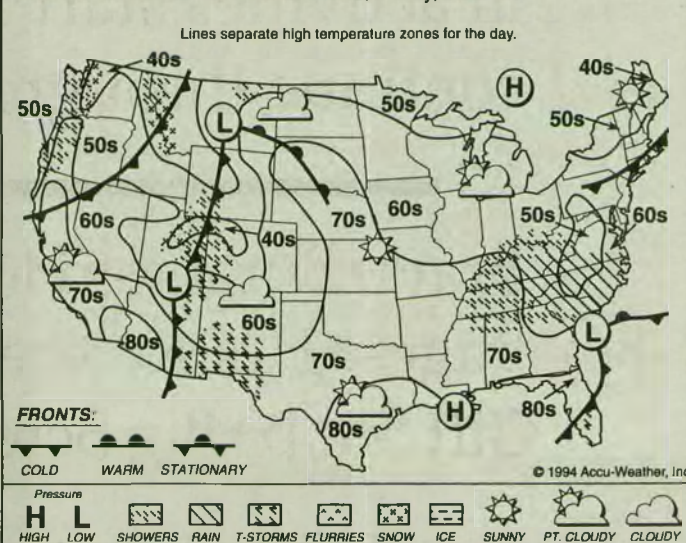 Lines separate high temperature zones for the day.
40s
40s
H
50s
L
50s
50s
50s
60s
70s
60s
50s
60s
40s
L
70s
60s
L
80s
70s
70s
H
80s
80s
FRONTS:
COLD WARM STATIONARY
© 1994 Accu-Weather, Inc
Pressure
H L
HIGH LOW SHOWERS RAIN T-STORMS FLURRIES SNOW ICE SUNNY PT. CLOUDY CLOUDY